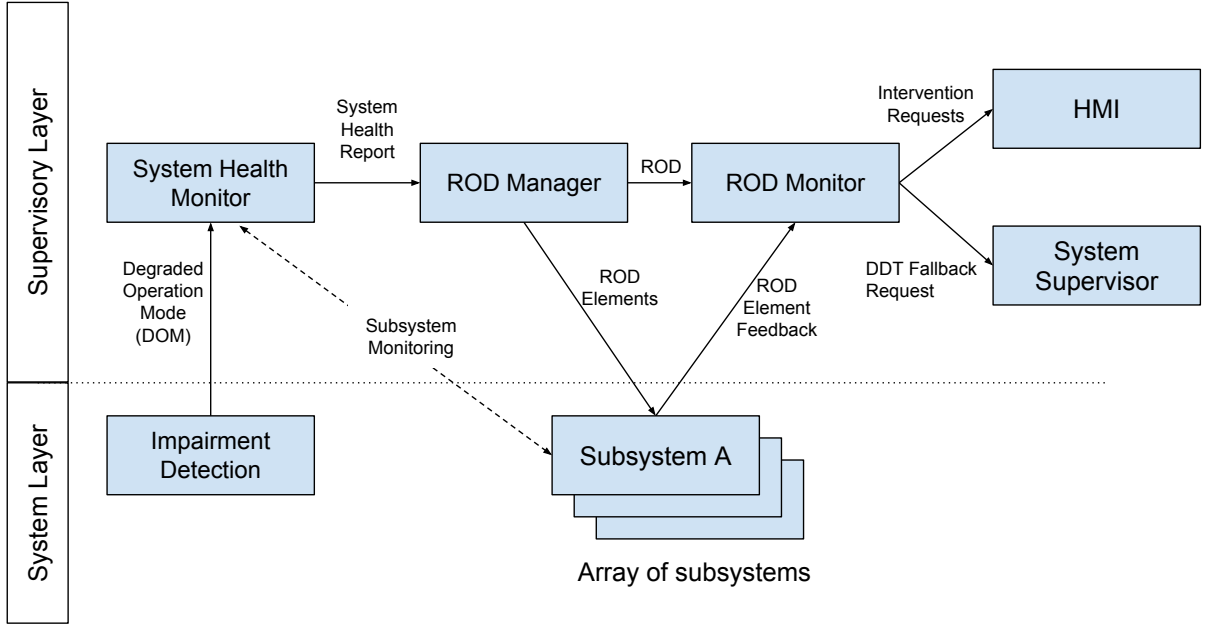 Supervisory Layer
System Layer
System Health
Monitor
System
Health
Report
ROD Manager
ROD
ROD Monitor
Intervention
Requests
HMI
DDT Fallback
Request
System
Supervisor
Degraded
Operation
Mode
(DOM)
Subsystem
Monitoring
ROD
Elements
ROD
Element
Feedback
Impairment
Detection
Subsystem A
Array of subsystems